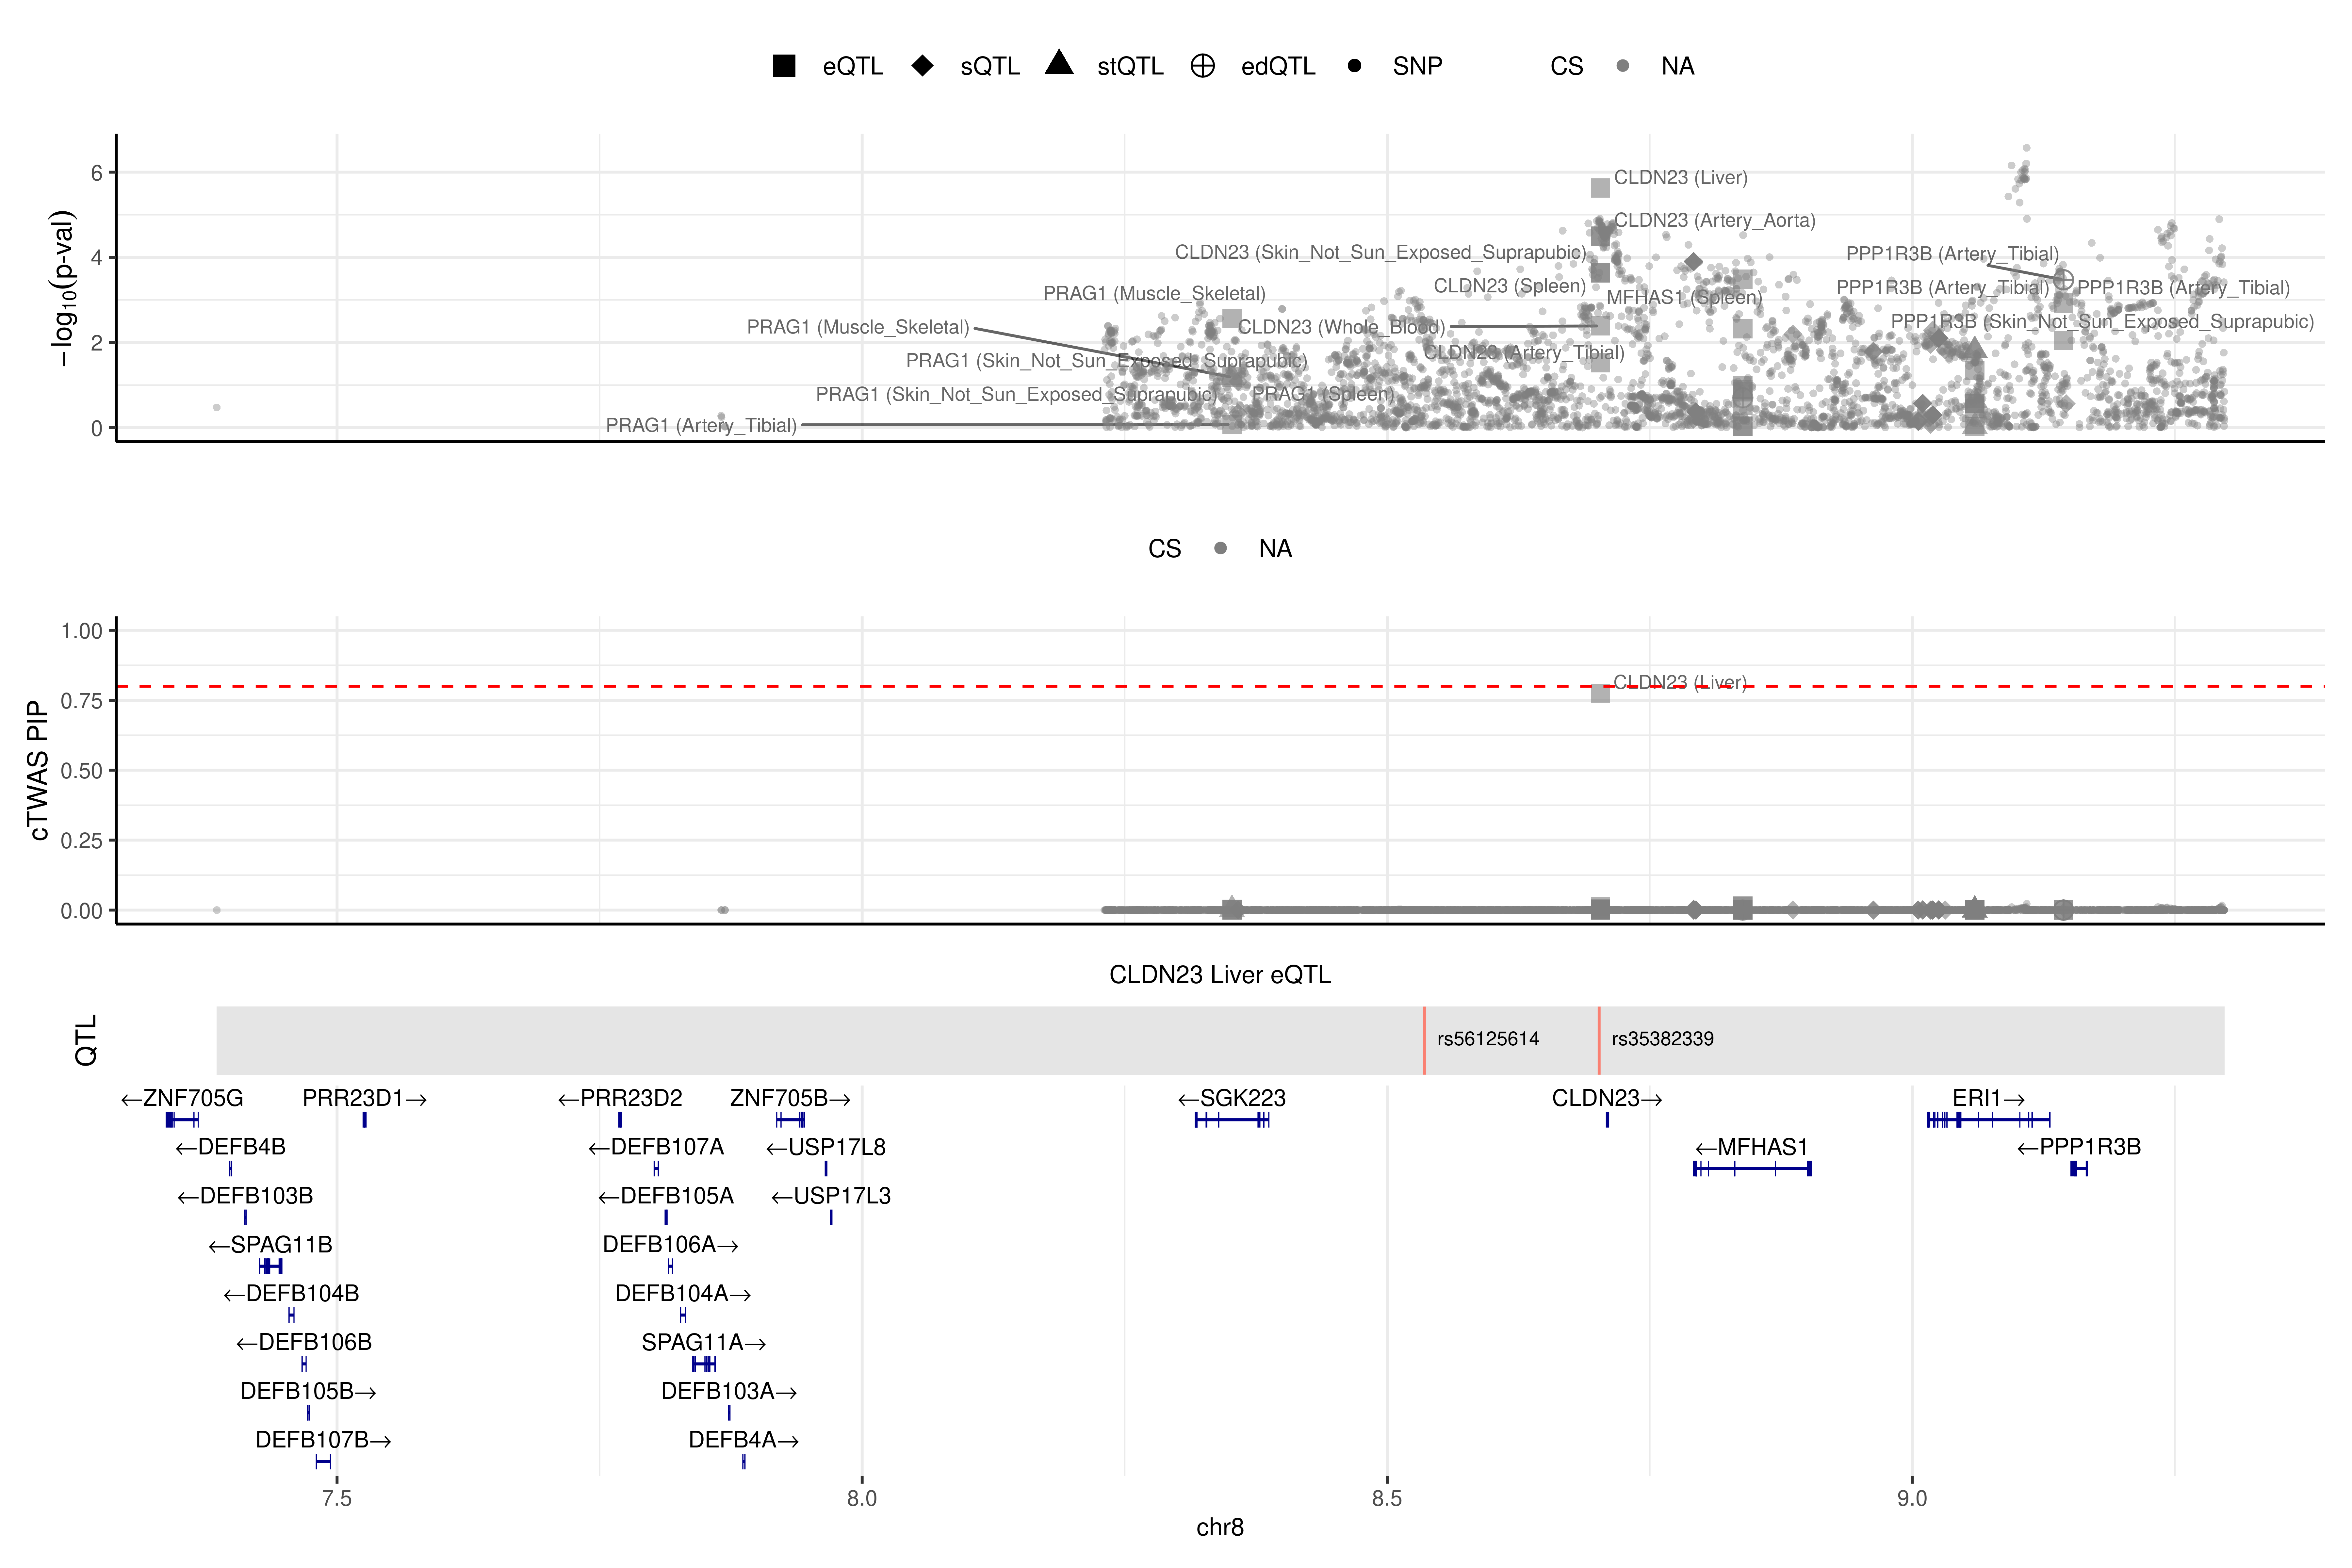 eQTL sQTL stQTL edQTL SNP CS NA
−log10(p-val)
6
4
2
0
CLDN23 (Liver)
CLDN23 (Artery_Aorta)
CLDN23 (Skin_Not_Sun_Exposed_Suprapubic)
PPP1R3B (Artery_Tibial)
CLDN23 (Spleen)
PPP1R3B (Artery_Tibial)
PPP1R3B (Artery_Tibial)
PRAG1 (Muscle_Skeletal)
MFHAS1 (Spleen)
PRAG1 (Muscle_Skeletal)
CLDN23 (Whole_Blood)
PPP1R3B (Skin_Not_Sun_Exposed_Suprapubic)
PRAG1 (Skin_Not_Sun_Exposed_Suprapubic)
CLDN23 (Artery_Tibial)
PRAG1 (Skin_Not_Sun_Exposed_Suprapubic)
PRAG1 (Spleen)
PRAG1 (Artery_Tibial)
CS NA
cTWAS PIP
1.00
0.75
0.50
0.25
0.00
CLDN23 (Liver)
CLDN23 Liver eQTL
QTL
rs56125614
rs35382339
←ZNF705G PRR23D1→ ←PRR23D2 ZNF705B→ ←SGK223 CLDN23→ ERI1→
←DEFB4B ←DEFB107A ←USP17L8 ←MFHAS1 ←PPP1R3B
←DEFB103B ←DEFB105A ←USP17L3
←SPAG11B DEFB106A→
←DEFB104B DEFB104A→
←DEFB106B SPAG11A→
DEFB105B→ DEFB103A→
DEFB107B→ DEFB4A→
7.5 8.0 8.5 9.0
chr8